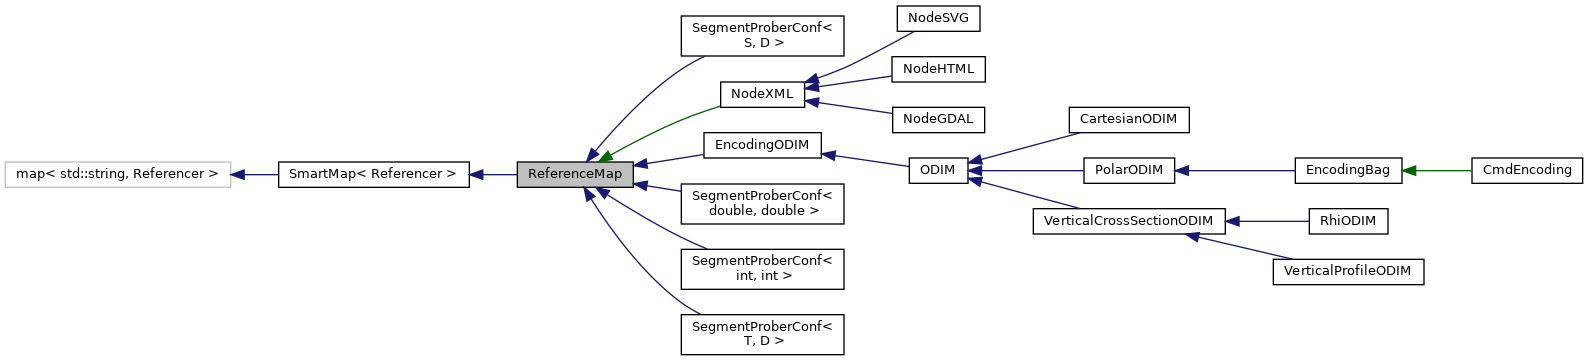 map< std::string, Referencer >
SmartMap< Referencer >
ReferenceMap
SegmentProberConf<
S, D >
NodeXML
NodeSVG
NodeHTML
NodeGDAL
EncodingODIM
ODIM
CartesianODIM
PolarODIM
EncodingBag
CmdEncoding
VerticalCrossSectionODIM
RhiODIM
VerticalProfileODIM
SegmentProberConf<
double, double >
SegmentProberConf<
int, int >
SegmentProberConf<
T, D >